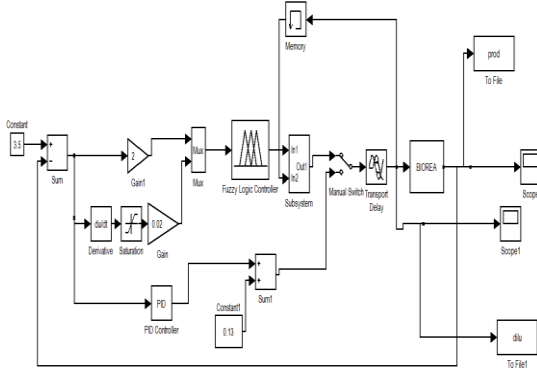 Memory
prod
To File
Constant
3.5
+
−
Sum
2
Gain1
Mux
Mux
Fuzzy Logic Controller
In1
In2
Out1
Subsystem
Manual Switch
Transport
Delay
BIOREA
Scope
Scope1
du/dt
Derivative
Saturation
0.02
Gain
PID
PID Controller
+
+
Sum1
Constant1
0.13
dilu
To File1